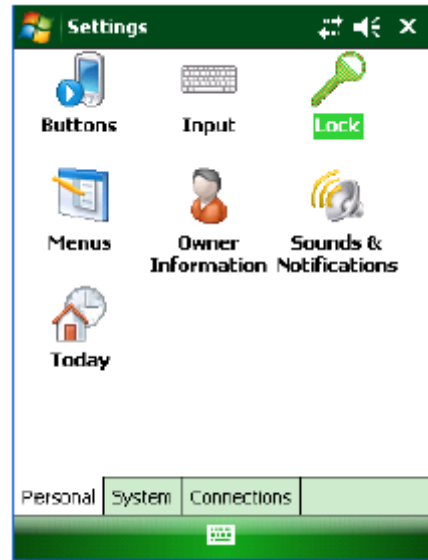 Settings
Buttons
Input
Lock
Menus
Owner Information
Sounds & Notifications
Today
Personal
System
Connections